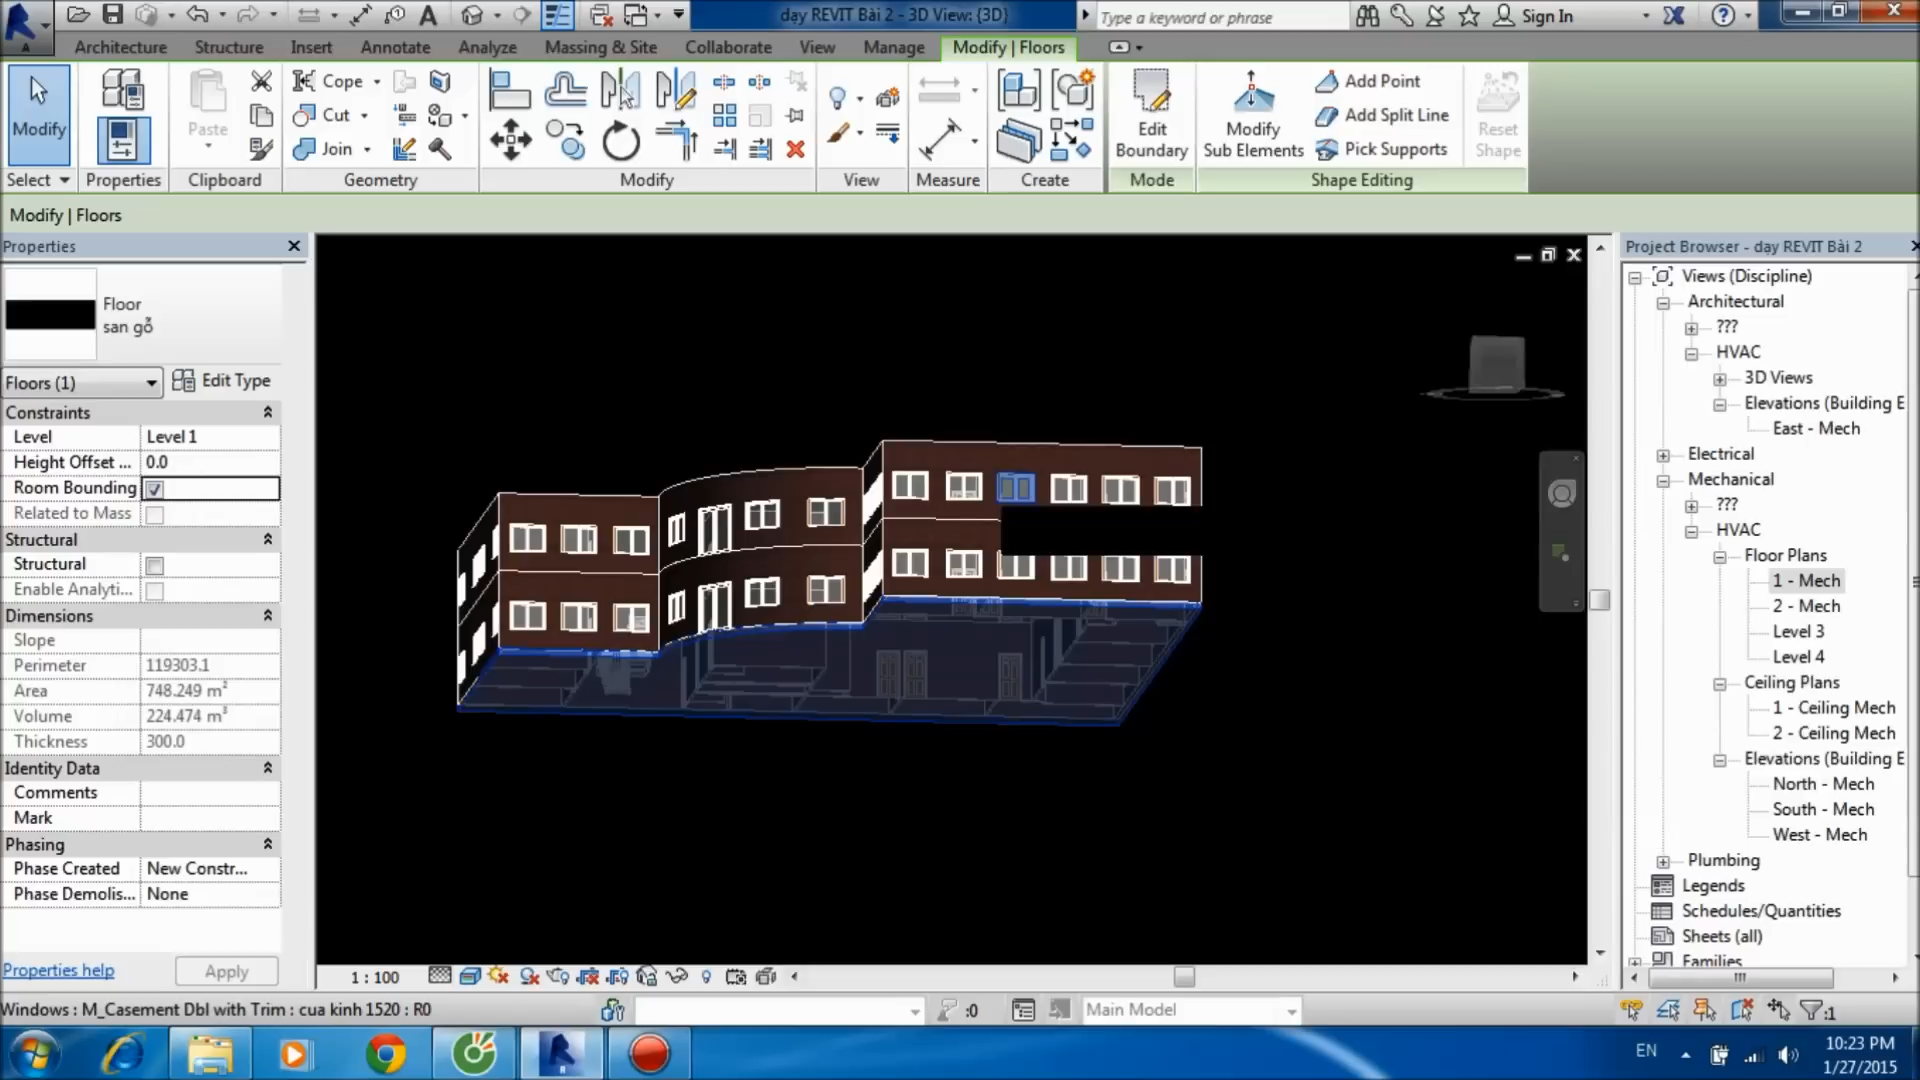 dạy REVIT Bài 2 - 3D View: {3D}
Type a keyword or phrase
Sign In
Architecture
Structure
Insert
Annotate
Analyze
Massing & Site
Collaborate
View
Manage
Modify | Floors
Modify
Cope
Cut
Join
Paste
Edit Boundary
Modify Sub Elements
Add Point
Add Split Line
Pick Supports
Reset Shape
Select
Properties
Clipboard
Geometry
Modify
View
Measure
Create
Mode
Shape Editing
Modify | Floors
Properties
Floor
san gỗ
Floors (1)
Edit Type
Constraints
Level Level 1
Height Offset ... 0.0
Room Bounding
Related to Mass
Structural
Structural
Enable Analyti...
Dimensions
Slope
Perimeter 119303.1
Area 748.249 m²
Volume 224.474 m³
Thickness 300.0
Identity Data
Comments
Mark
Phasing
Phase Created New Constr...
Phase Demolis... None
Properties help
Apply
1 : 100
Project Browser - dạy REVIT Bài 2
Views (Discipline)
Architectural
???
HVAC
3D Views
Elevations (Building E
East - Mech
Electrical
Mechanical
???
HVAC
Floor Plans
1 - Mech
2 - Mech
Level 3
Level 4
Ceiling Plans
1 - Ceiling Mech
2 - Ceiling Mech
Elevations (Building E
North - Mech
South - Mech
West - Mech
Plumbing
Legends
Schedules/Quantities
Sheets (all)
Families
Windows : M_Casement Dbl with Trim : cua kinh 1520 : R0
:0
Main Model
:1
EN
10:23 PM
1/27/2015